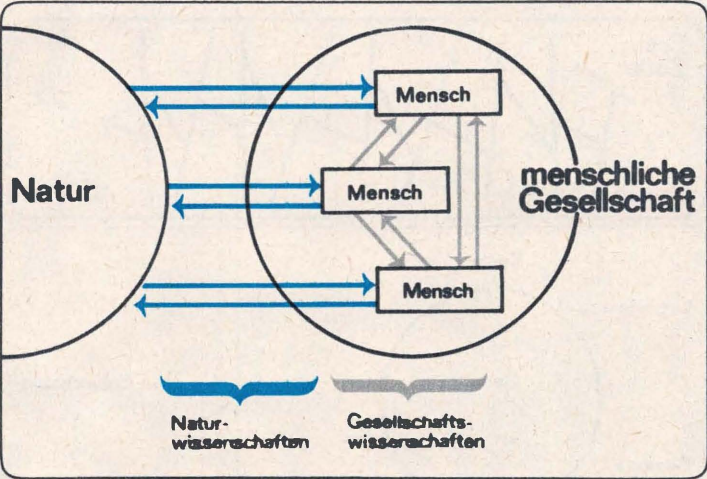 Natur
Mensch
Mensch
Mensch
menschliche
Gesellschaft
Natur-
wissenschaften
Gesellschafts-
wissenschaften